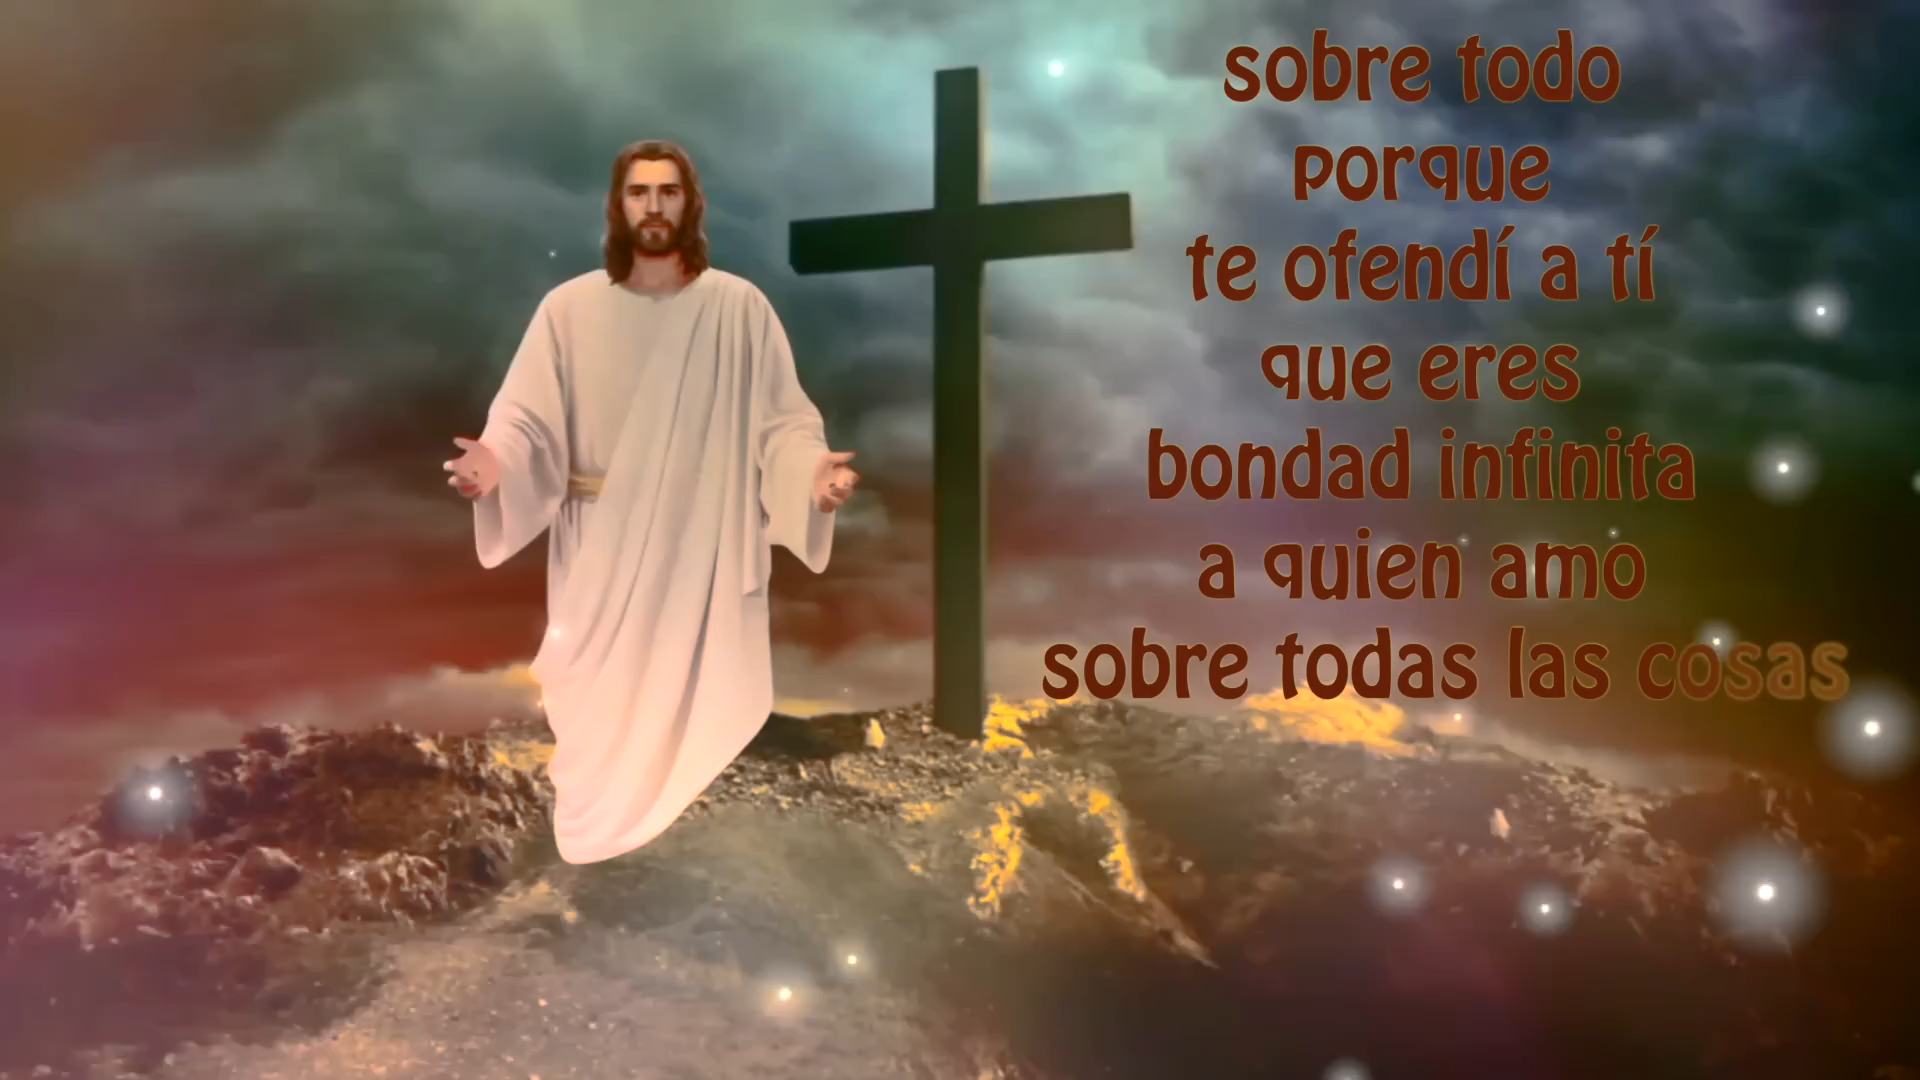 sobre todo
porque
te ofendí a tí
que eres
bondad infinita
a quien amo
sobre todas las cosas